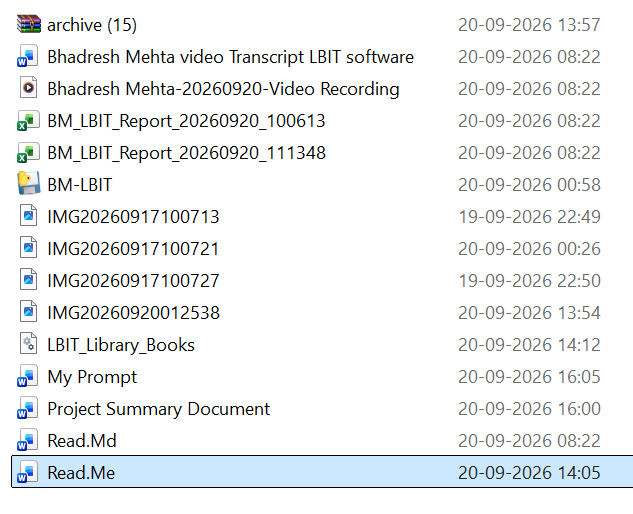 archive (15) 20-09-2026 13:57
Bhadresh Mehta video Transcript LBIT software 20-09-2026 08:22
Bhadresh Mehta-20260920-Video Recording 20-09-2026 08:22
BM_LBIT_Report_20260920_100613 20-09-2026 08:22
BM_LBIT_Report_20260920_111348 20-09-2026 08:22
BM-LBIT 20-09-2026 00:58
IMG20260917100713 19-09-2026 22:49
IMG20260917100721 20-09-2026 00:26
IMG20260917100727 19-09-2026 22:50
IMG20260920012538 20-09-2026 13:54
LBIT_Library_Books 20-09-2026 14:12
My Prompt 20-09-2026 16:05
Project Summary Document 20-09-2026 16:00
Read.Md 20-09-2026 08:22
Read.Me 20-09-2026 14:05